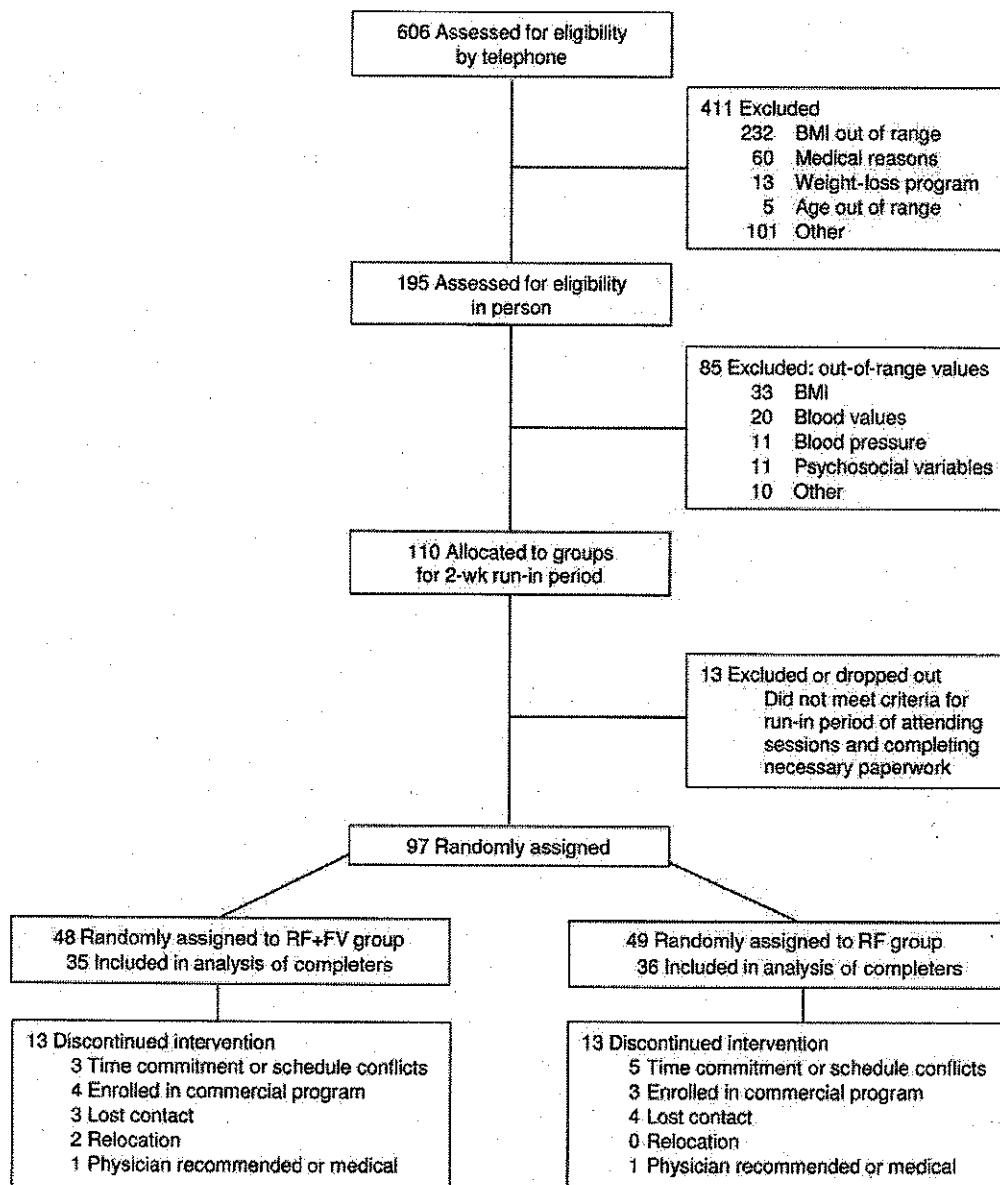 606 Assessed for eligibility
by telephone
411 Excluded
232 BMI out of range
60 Medical reasons
13 Weight-loss program
5 Age out of range
101 Other
195 Assessed for eligibility
in person
85 Excluded: out-of-range values
33 BMI
20 Blood values
11 Blood pressure
11 Psychosocial variables
10 Other
110 Allocated to groups
for 2-wk run-in period
13 Excluded or dropped out
Did not meet criteria for
run-in period of attending
sessions and completing
necessary paperwork
97 Randomly assigned
48 Randomly assigned to RF+FV group
35 Included in analysis of completers
49 Randomly assigned to RF group
36 Included in analysis of completers
13 Discontinued intervention
3 Time commitment or schedule conflicts
4 Enrolled in commercial program
3 Lost contact
2 Relocation
1 Physician recommended or medical
13 Discontinued intervention
5 Time commitment or schedule conflicts
3 Enrolled in commercial program
4 Lost contact
0 Relocation
1 Physician recommended or medical